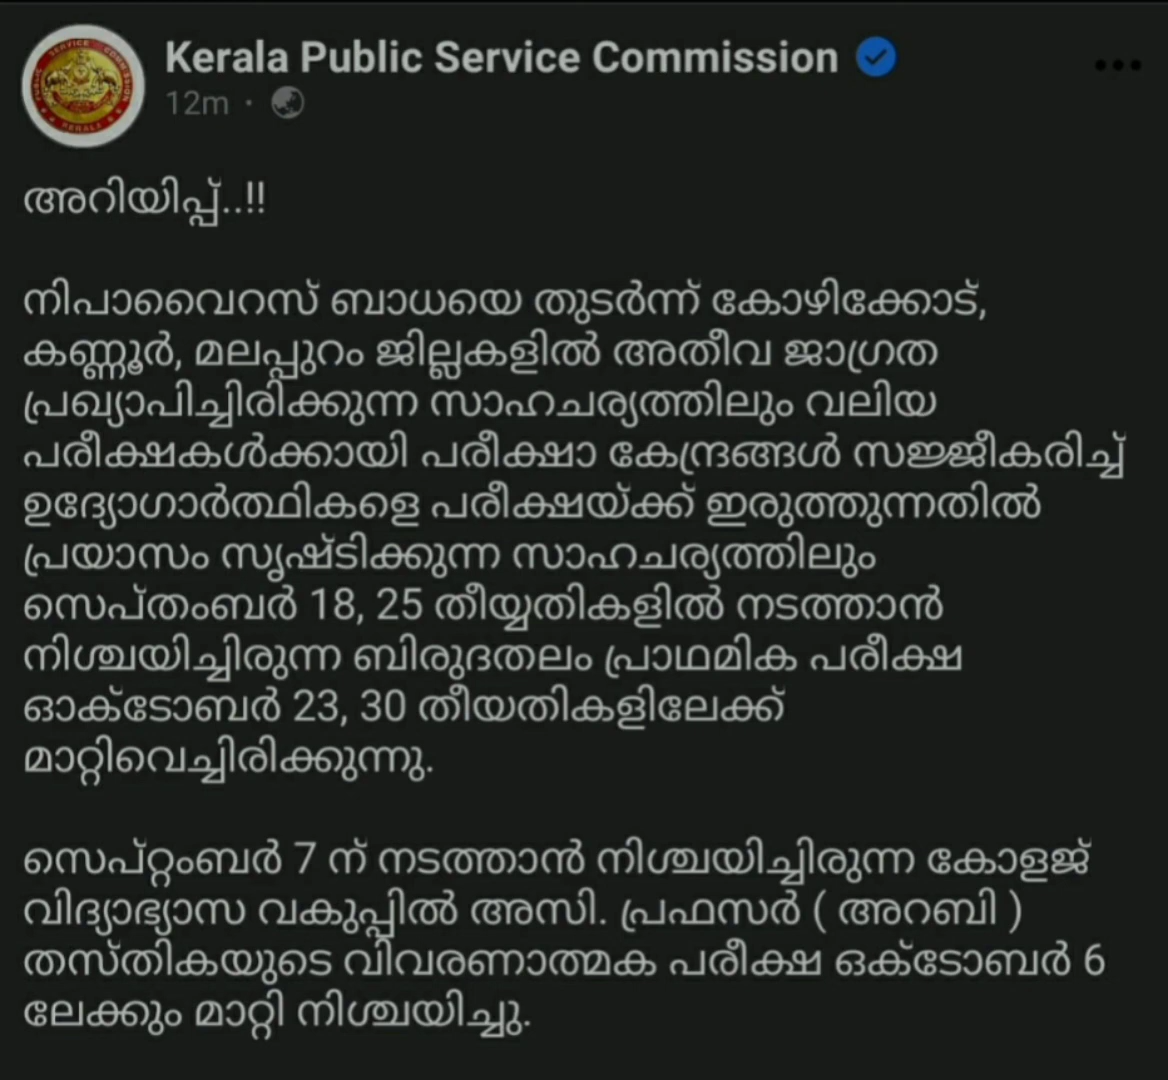 Kerala Public Service Commission
12m ·
അറിയിപ്പ്..!!
നിപാവൈറസ് ബാധയെ തുടർന്ന് കോഴിക്കോട്,
കണ്ണൂർ, മലപ്പുറം ജില്ലകളിൽ അതീവ ജാഗ്രത
പ്രഖ്യാപിച്ചിരിക്കുന്ന സാഹചര്യത്തിലും വലിയ
പരീക്ഷകൾക്കായി പരീക്ഷാ കേന്ദ്രങ്ങൾ സജ്ജീകരിച്ച്
ഉദ്യോഗാർത്ഥികളെ പരീക്ഷയ്ക്ക് ഇരുത്തുന്നതിൽ
പ്രയാസം സൃഷ്ടിക്കുന്ന സാഹചര്യത്തിലും
സെപ്തംബർ 18, 25 തീയ്യതികളിൽ നടത്താൻ
നിശ്ചയിച്ചിരുന്ന ബിരുദതലം പ്രാഥമിക പരീക്ഷ
ഓക്ടോബർ 23, 30 തീയതികളിലേക്ക്
മാറ്റിവെച്ചിരിക്കുന്നു.
സെപ്റ്റംബർ 7 ന് നടത്താൻ നിശ്ചയിച്ചിരുന്ന കോളജ്
വിദ്യാഭ്യാസ വകുപ്പിൽ അസി. പ്രഫസർ ( അറബി )
തസ്തികയുടെ വിവരണാത്മക പരീക്ഷ ഒക്ടോബർ 6
ലേക്കും മാറ്റി നിശ്ചയിച്ചു.